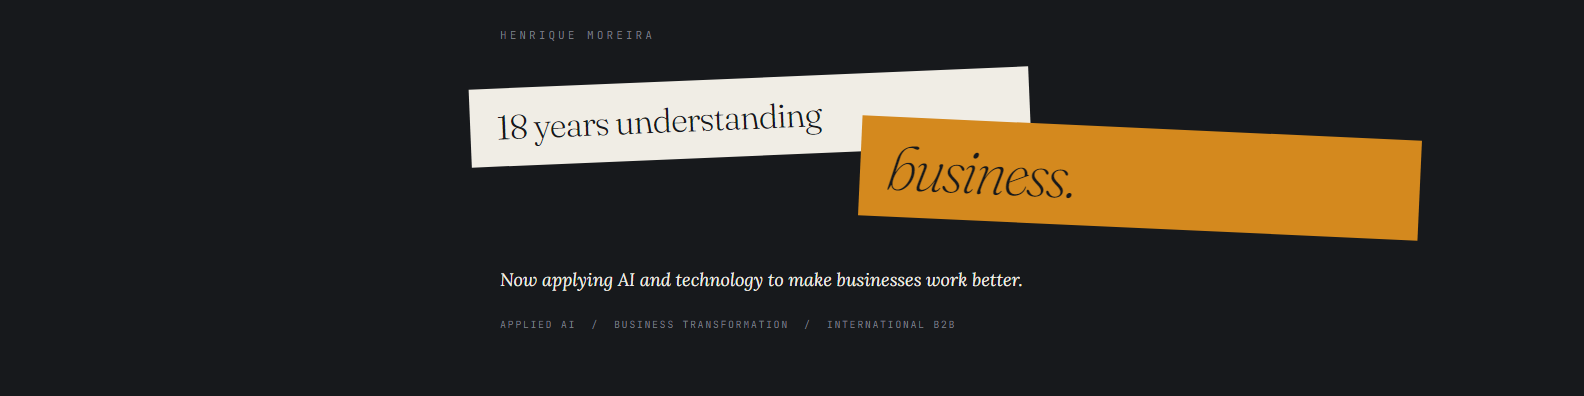 HENRIQUE MOREIRA
18 years understanding
business.
Now applying AI and technology to make businesses work better.
APPLIED AI / BUSINESS TRANSFORMATION / INTERNATIONAL B2B